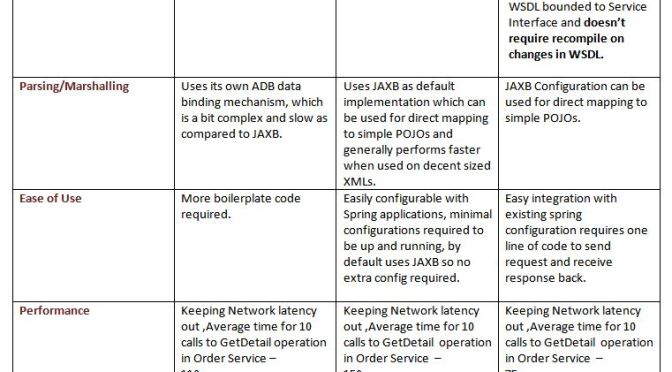 WSDL bounded to Service
Interface and doesn’t
require recompile on
changes in WSDL.
Parsing/Marshalling
Uses its own ADB data
binding mechanism, which
is a bit complex and slow as
compared to JAXB.
Uses JAXB as default
implementation which can
be used for direct mapping
to simple POJOs and
generally performs faster
when used on decent sized
XMLs.
JAXB Configuration can be
used for direct mapping to
simple POJOs.
Ease of Use
More boilerplate code
required.
Easily configurable with
Spring applications, minimal
configurations required to
be up and running, by
default uses JAXB so no
extra config required.
Easy integration with
existing spring
configuration requires one
line of code to send
request and receive
response back.
Performance
Keeping Network latency
out ,Average time for 10
calls to GetDetail operation
in Order Service –
Keeping Network latency
out ,Average time for 10
calls to GetDetail operation
in Order Service –
Keeping Network latency
out ,Average time for 10
calls to GetDetail operation
in Order Service –